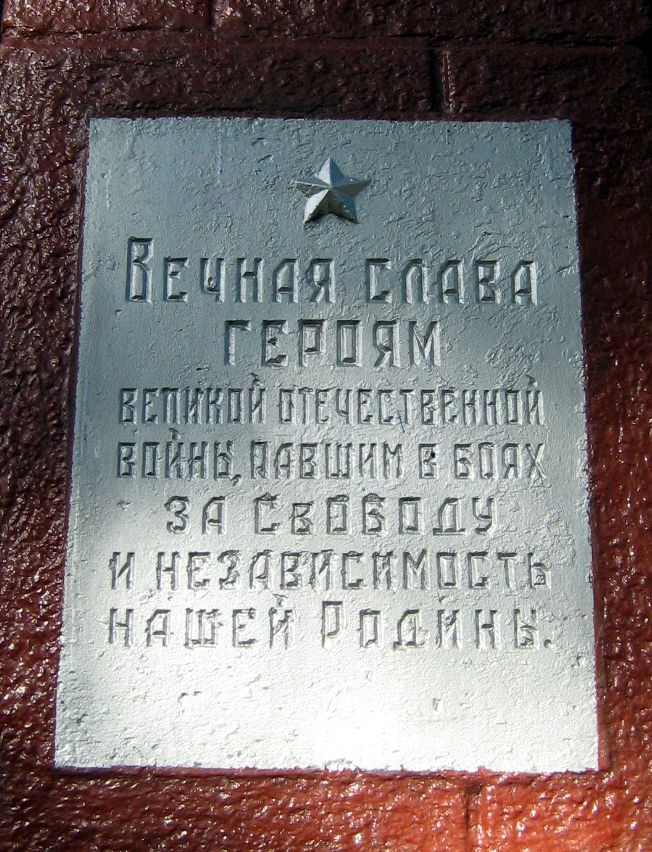 Вечная слава
героям
великой отечественной
войны, павшим в боях
за Свободу
и независимость
нашей Родины.